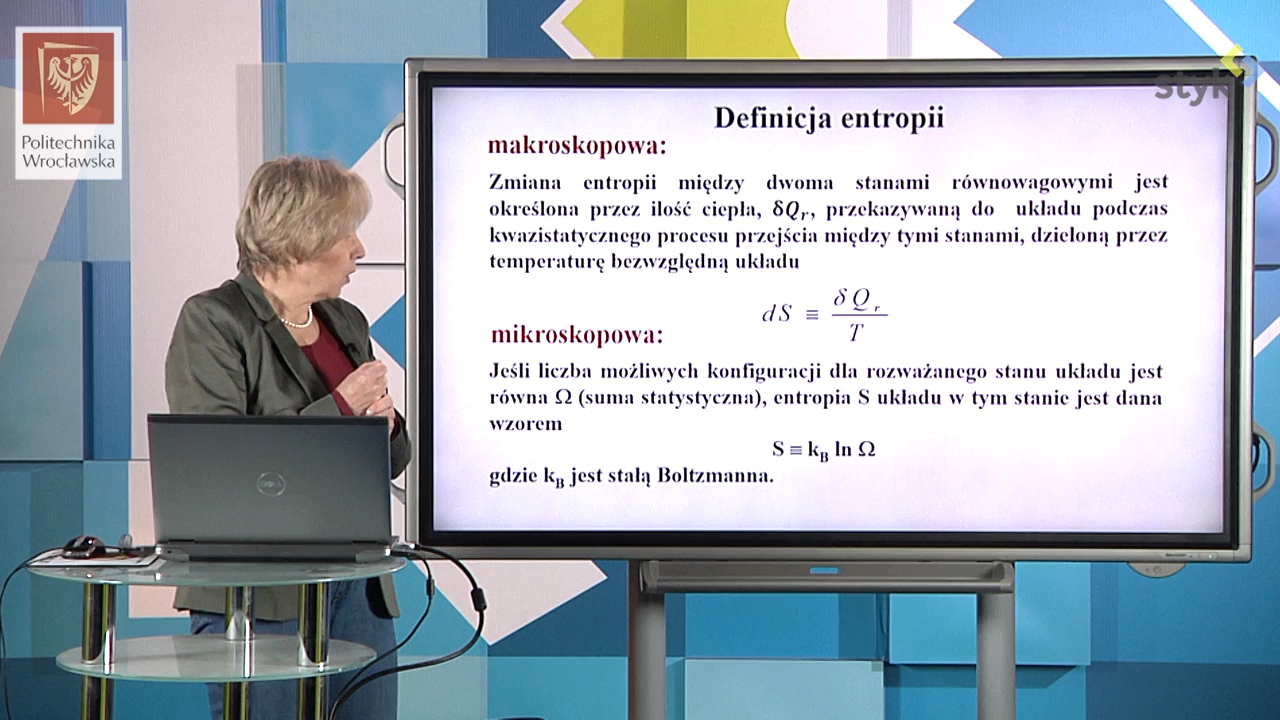 Politechnika
Wrocławska
styk
Definicja entropii
makroskopowa:
Zmiana entropii między dwoma stanami równowagowymi jest
określona przez ilość ciepła, δQᵣ, przekazywaną do układu podczas
kwazistatycznego procesu przejścia między tymi stanami, dzieloną przez
temperaturę bezwzględną układu
dS ≡ δQᵣ / T
mikroskopowa:
Jeśli liczba możliwych konfiguracji dla rozważanego stanu układu jest
równa Ω (suma statystyczna), entropia S układu w tym stanie jest dana
wzorem
S ≡ k_B ln Ω
gdzie k_B jest stałą Boltzmanna.
DELL